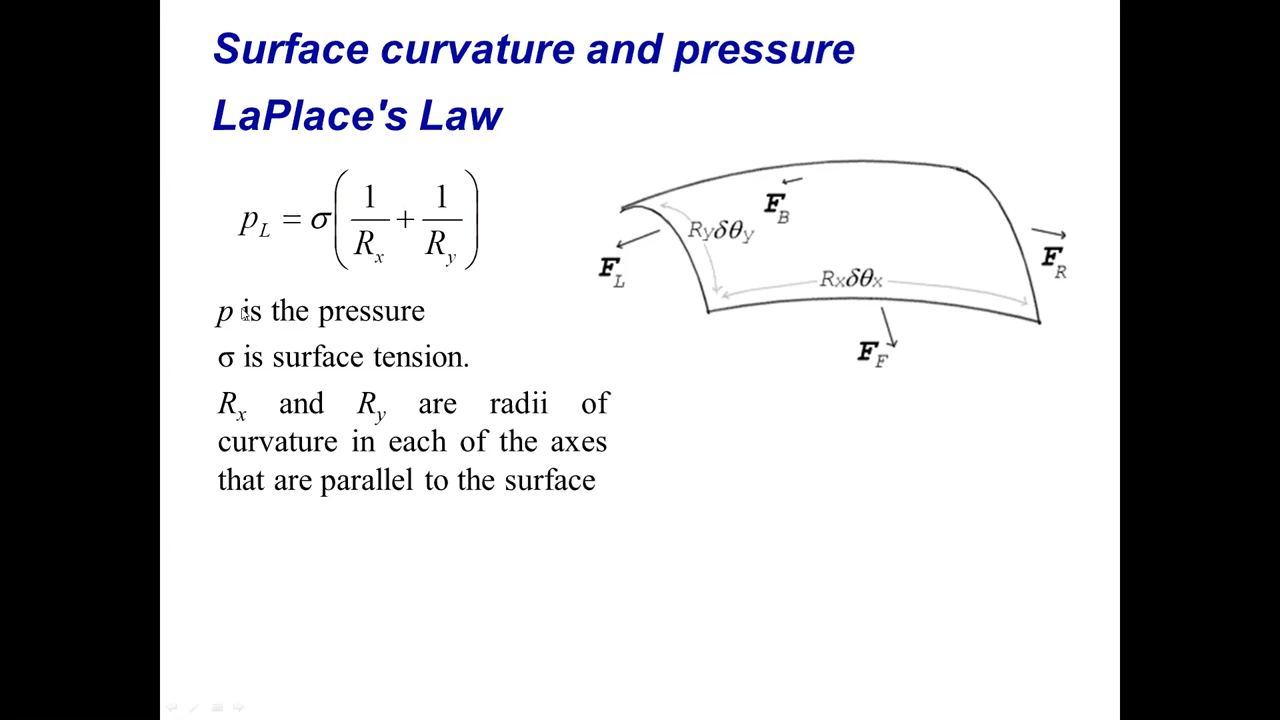 Surface curvature and pressure
LaPlace's Law
p_L = σ(1/R_x + 1/R_y)
p is the pressure
σ is surface tension.
R_x and R_y are radii of
curvature in each of the axes
that are parallel to the surface
F_B
Ryδθy
F_L
F_R
Rxδθx
F_F